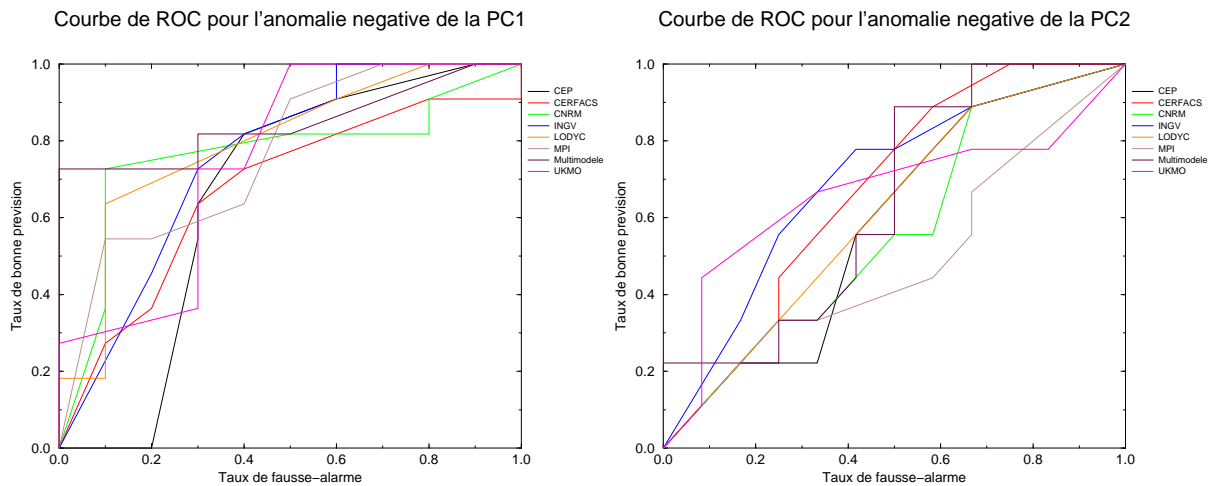 Courbe de ROC pour l'anomalie negative de la PC1
1.0
0.8
0.6
0.4
0.2
0.0
Taux de bonne prevision
0.0 0.2 0.4 0.6 0.8 1.0
Taux de fausse−alarme
CEP
CERFACS
CNRM
INGV
LODYC
MPI
Multimodele
UKMO
Courbe de ROC pour l'anomalie negative de la PC2
1.0
0.8
0.6
0.4
0.2
0.0
Taux de bonne prevision
0.0 0.2 0.4 0.6 0.8 1.0
Taux de fausse−alarme
CEP
CERFACS
CNRM
INGV
LODYC
MPI
Multimodele
UKMO